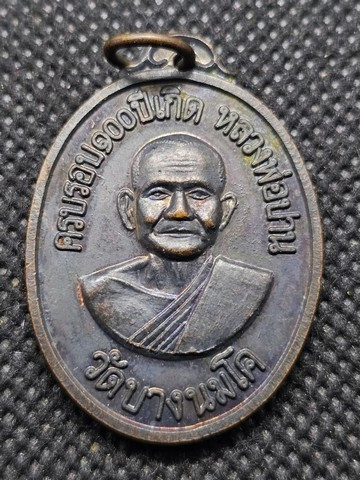 ครบรอบ๑๐๐ปีเกิด หลวงพ่อปาน
วัดบางนมโค